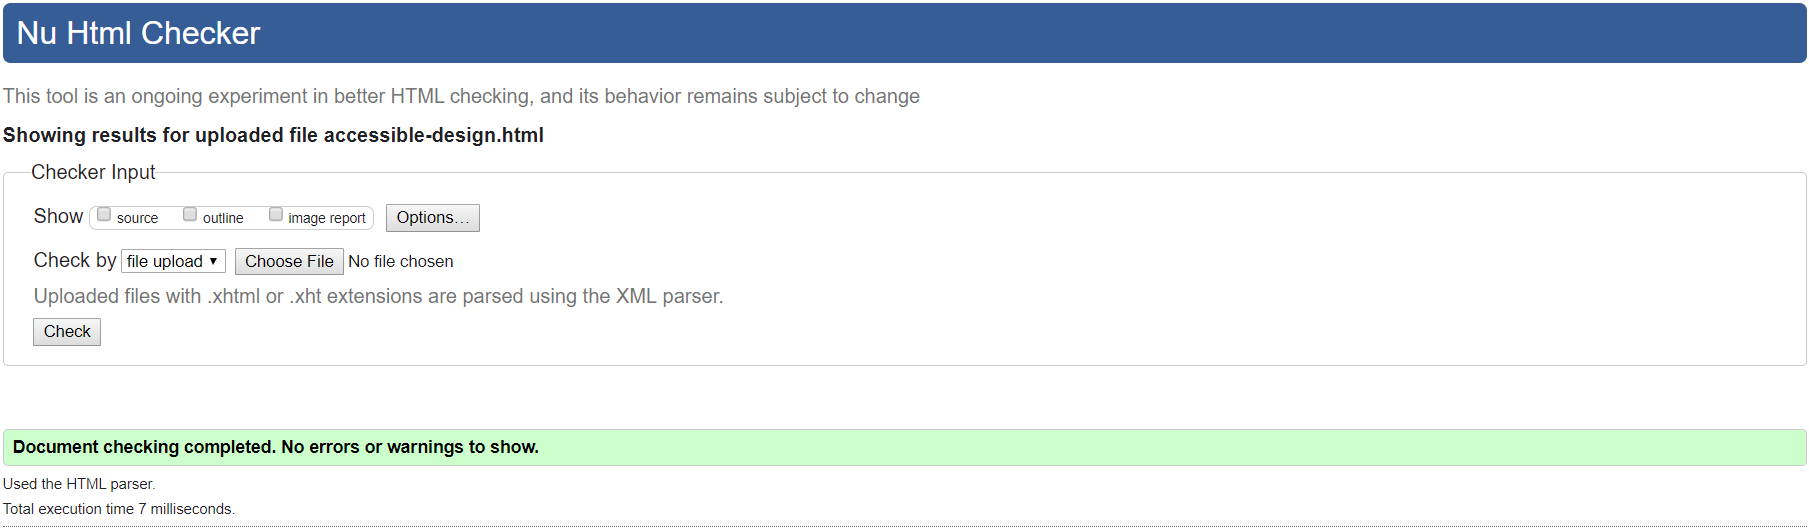 Nu Html Checker
This tool is an ongoing experiment in better HTML checking, and its behavior remains subject to change
Showing results for uploaded file accessible-design.html
Checker Input
Show source outline image report Options…
Check by file upload Choose File No file chosen
Uploaded files with .xhtml or .xht extensions are parsed using the XML parser.
Check
Document checking completed. No errors or warnings to show.
Used the HTML parser.
Total execution time 7 milliseconds.